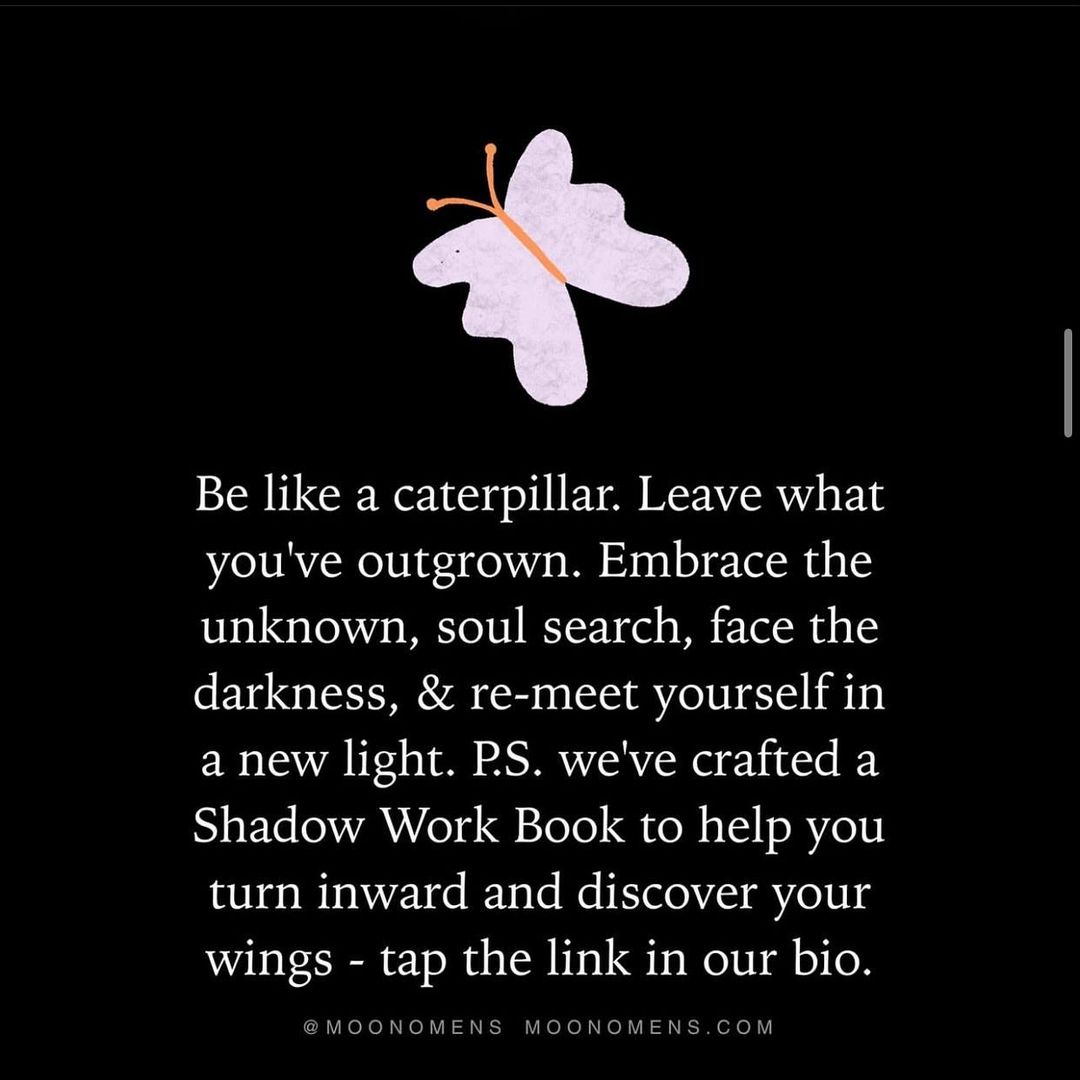 Be like a caterpillar. Leave what
you've outgrown. Embrace the
unknown, soul search, face the
darkness, & re-meet yourself in
a new light. P.S. we've crafted a
Shadow Work Book to help you
turn inward and discover your
wings - tap the link in our bio.
@MOONOMENS MOONOMENS.COM